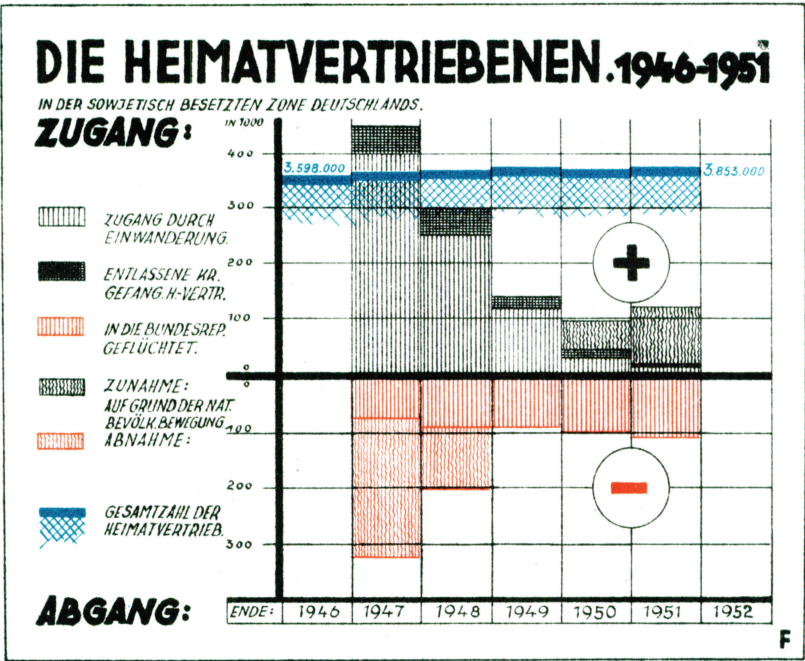 DIE HEIMATVERTRIEBENEN. 1946-1951
IN DER SOWJETISCH BESETZTEN ZONE DEUTSCHLANDS.
ZUGANG:
IN 1000
400
300
200
100
0
0
100
200
300
3.598.000
3.853.000
+
-
ZUGANG DURCH
EINWANDERUNG.
ENTLASSENE KR.
GEFANG. H-VERTR.
IN DIE BUNDESREP.
GEFLÜCHTET.
ZUNAHME:
AUF GRUND DER NAT.
BEVÖLK. BEWEGUNG
ABNAHME:
GESAMTZAHL DER
HEIMATVERTRIEB.
ABGANG:
ENDE: 1946 1947 1948 1949 1950 1951 1952
F